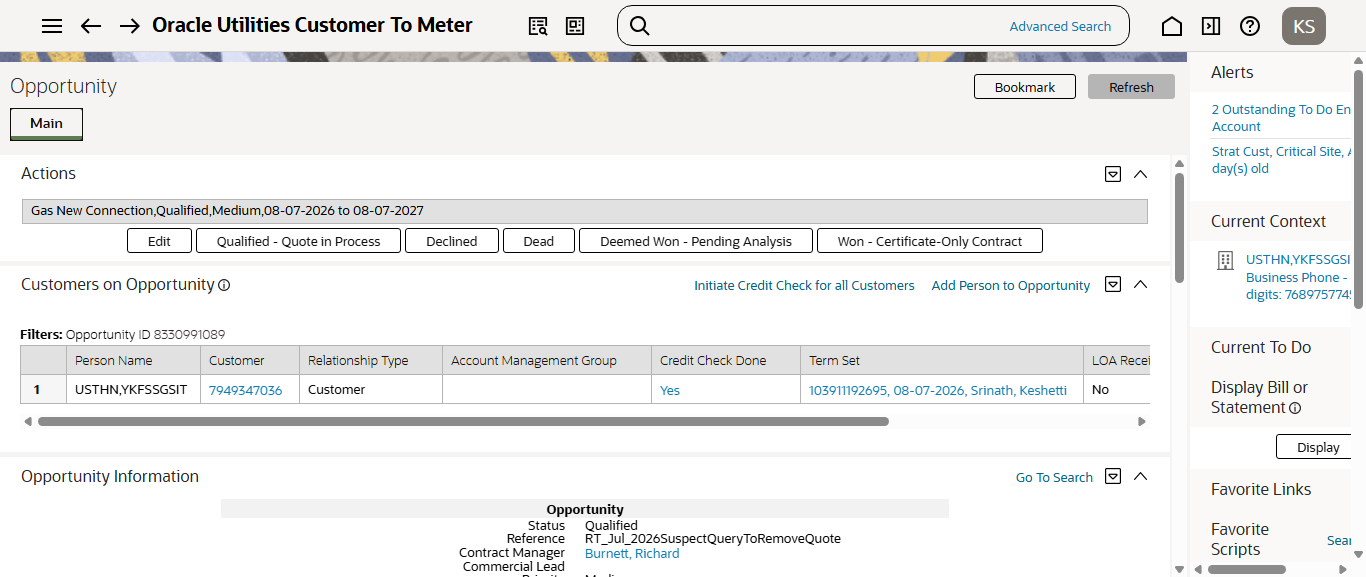 Oracle Utilities Customer To Meter
Advanced Search
KS
Opportunity
Bookmark
Refresh
Main
Actions
Gas New Connection,Qualified,Medium,08-07-2026 to 08-07-2027
Edit
Qualified - Quote in Process
Declined
Dead
Deemed Won - Pending Analysis
Won - Certificate-Only Contract
Customers on Opportunity
Initiate Credit Check for all Customers
Add Person to Opportunity
Filters: Opportunity ID 8330991089
Person Name Customer Relationship Type Account Management Group Credit Check Done Term Set LOA Recei
1 USTHN,YKFSSGSIT 7949347036 Customer Yes 103911192695, 08-07-2026, Srinath, Keshetti No
Opportunity Information
Go To Search
Opportunity
Status Qualified
Reference RT_Jul_2026SuspectQueryToRemoveQuote
Contract Manager Burnett, Richard
Commercial Lead
Alerts
2 Outstanding To Do En
Account
Strat Cust, Critical Site,
day(s) old
Current Context
USTHN,YKFSSGSI
Business Phone -
digits: 768975774
Current To Do
Display Bill or
Statement
Display
Favorite Links
Favorite
Scripts
Sear